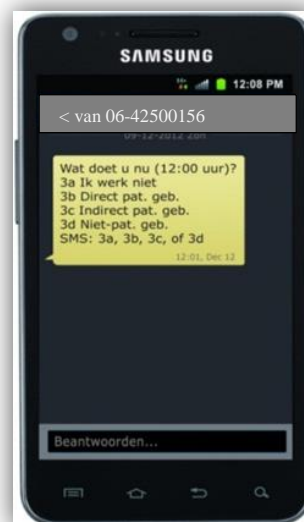 SAMSUNG
12:08 PM
< van 06-42500156
09-12-2012 Zon
Wat doet u nu (12:00 uur)?
3a Ik werk niet
3b Direct pat. geb.
3c Indirect pat. geb.
3d Niet-pat. geb.
SMS: 3a, 3b, 3c, of 3d
12:01, Dec 12
Beantwoorden...